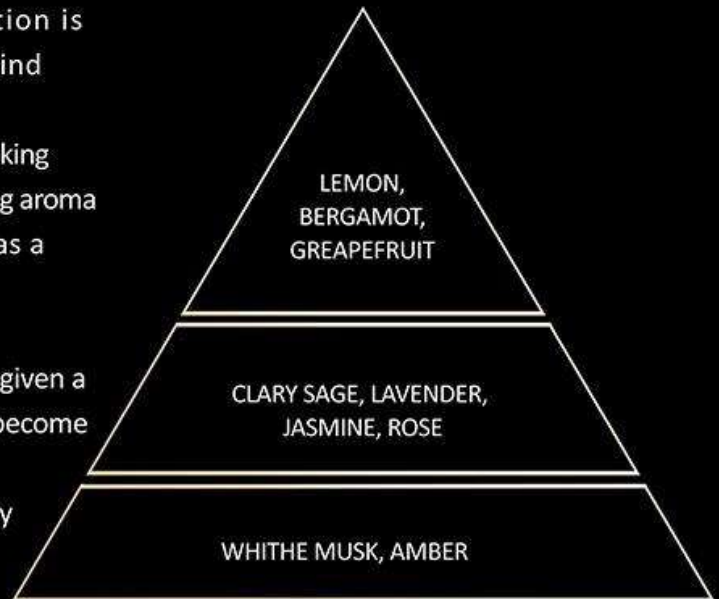 tion is
ind
king
g aroma
as a
given a
become
y
LEMON,
BERGAMOT,
GREAPEFRUIT
CLARY SAGE, LAVENDER,
JASMINE, ROSE
WHITHE MUSK, AMBER